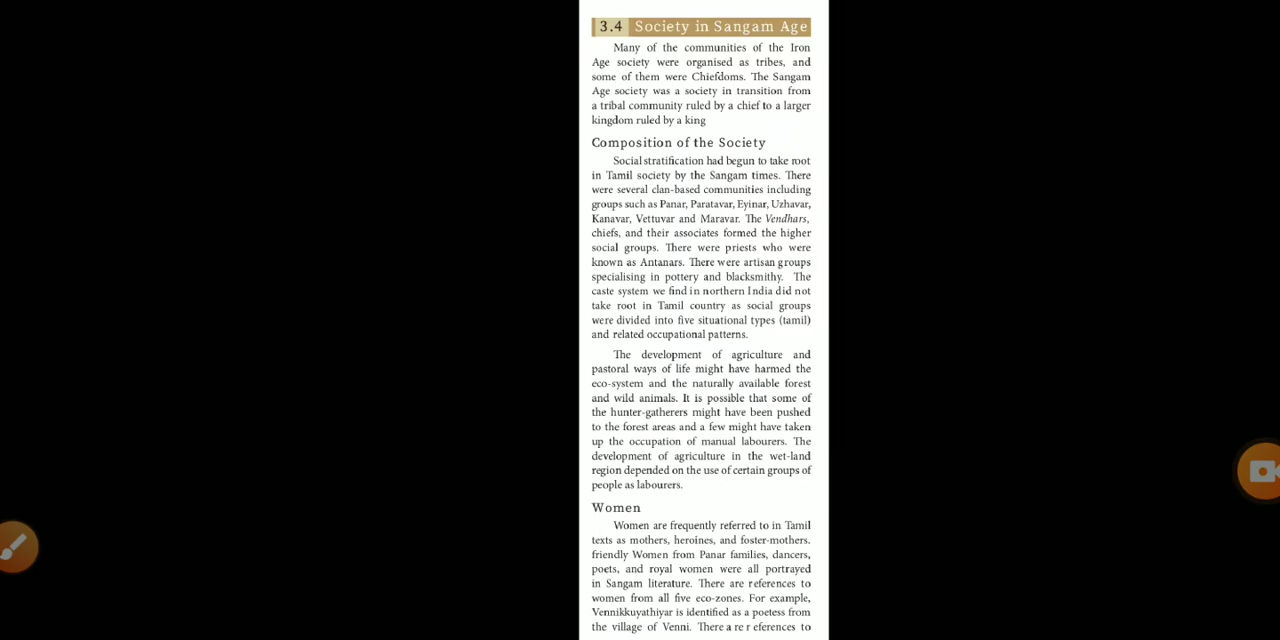 3.4 Society in Sangam Age
Many of the communities of the Iron
Age society were organised as tribes, and
some of them were Chiefdoms. The Sangam
Age society was a society in transition from
a tribal community ruled by a chief to a larger
kingdom ruled by a king
Composition of the Society
Social stratification had begun to take root
in Tamil society by the Sangam times. There
were several clan-based communities including
groups such as Panar, Paratavar, Eyinar, Uzhavar,
Kanavar, Vettuvar and Maravar. The Vendhars,
chiefs, and their associates formed the higher
social groups. There were priests who were
known as Antanars. There were artisan groups
specialising in pottery and blacksmithy. The
caste system we find in northern India did not
take root in Tamil country as social groups
were divided into five situational types (tamil)
and related occupational patterns.
The development of agriculture and
pastoral ways of life might have harmed the
eco-system and the naturally available forest
and wild animals. It is possible that some of
the hunter-gatherers might have been pushed
to the forest areas and a few might have taken
up the occupation of manual labourers. The
development of agriculture in the wet-land
region depended on the use of certain groups of
people as labourers.
Women
Women are frequently referred to in Tamil
texts as mothers, heroines, and foster-mothers.
friendly Women from Panar families, dancers,
poets, and royal women were all portrayed
in Sangam literature. There are references to
women from all five eco-zones. For example,
Vennikkuyathiyar is identified as a poetess from
the village of Venni. There a re r eferences to